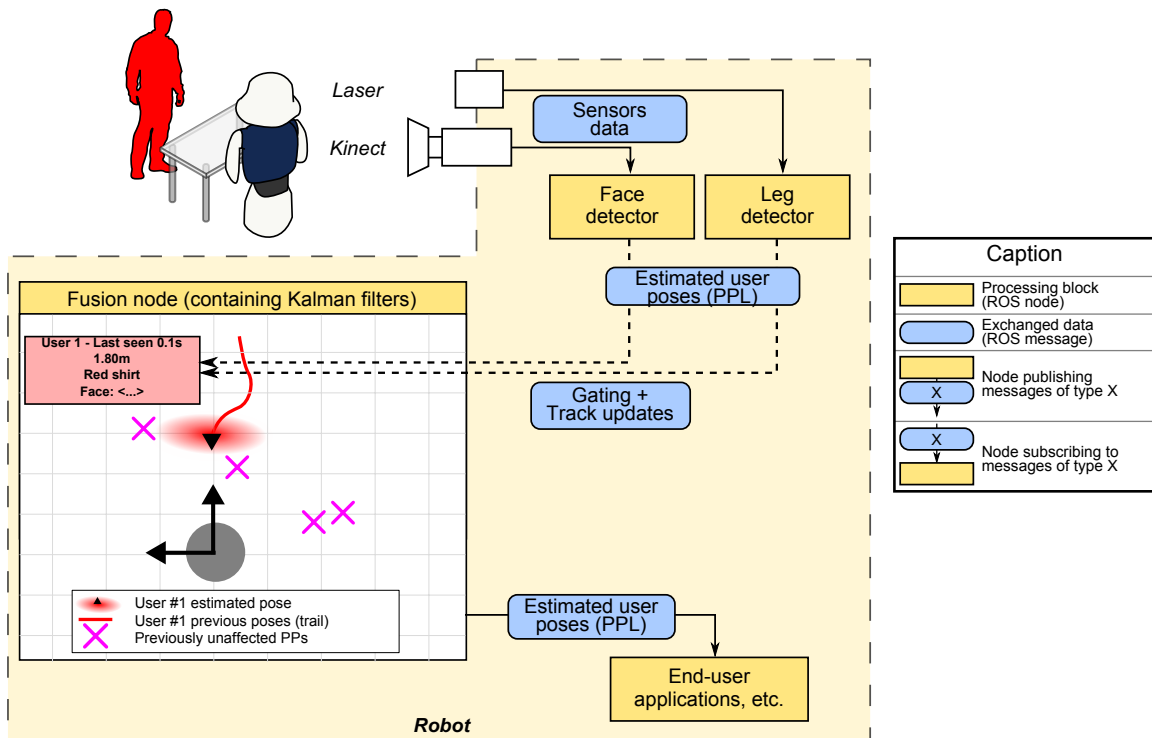 Laser
Kinect
Sensors
data
Face
detector
Leg
detector
Estimated user
poses (PPL)
Fusion node (containing Kalman filters)
User 1 - Last seen 0.1s
1.80m
Red shirt
Face: <...>
Gating +
Track updates
User #1 estimated pose
User #1 previous poses (trail)
Previously unaffected PPs
Estimated user
poses (PPL)
End-user
applications, etc.
Robot
Caption
Processing block
(ROS node)
Exchanged data
(ROS message)
X
Node publishing
messages of type X
X
Node subscribing to
messages of type X